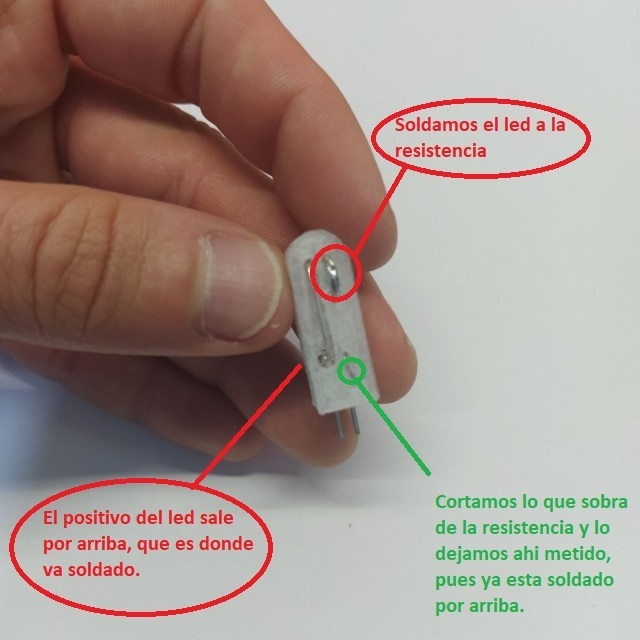 Soldamos el led a la
resistencia
El positivo del led sale
por arriba, que es donde
va soldado.
Cortamos lo que sobra
de la resistencia y lo
dejamos ahi metido,
pues ya esta soldado
por arriba.